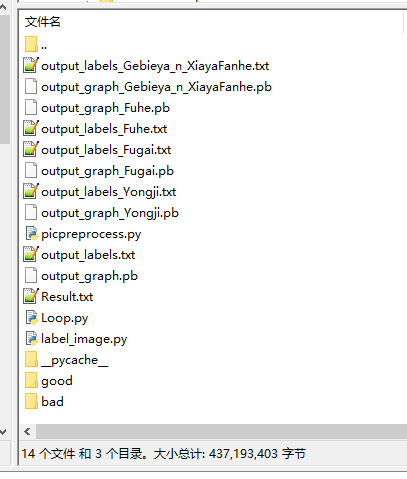 文件名
..
output_labels_Gebieya_n_XiayaFanhe.txt
output_graph_Gebieya_n_XiayaFanhe.pb
output_graph_Fuhe.pb
output_labels_Fuhe.txt
output_labels_Fugai.txt
output_graph_Fugai.pb
output_labels_Yongji.txt
output_graph_Yongji.pb
picpreprocess.py
output_labels.txt
output_graph.pb
Result.txt
Loop.py
label_image.py
__pycache__
good
bad
14 个文件 和 3 个目录。大小总计: 437,193,403 字节